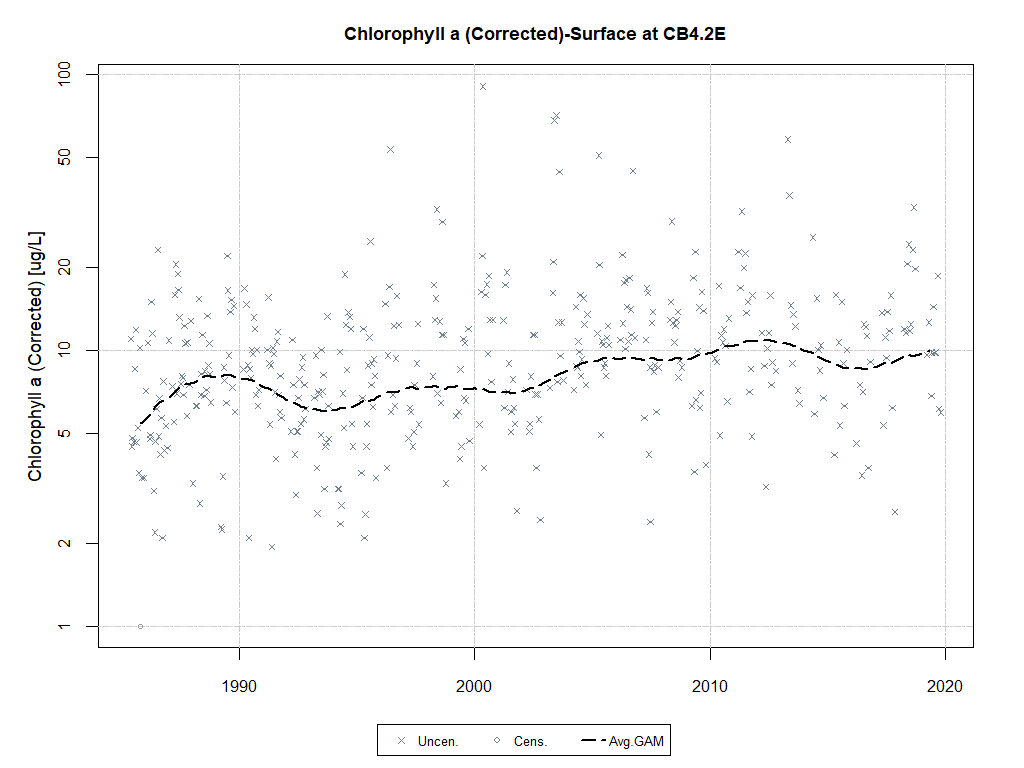 Chlorophyll a (Corrected)-Surface at CB4.2E
Chlorophyll a (Corrected) [ug/L]
100
50
20
10
5
2
1
1990 2000 2010 2020
Uncen. Cens. Avg.GAM